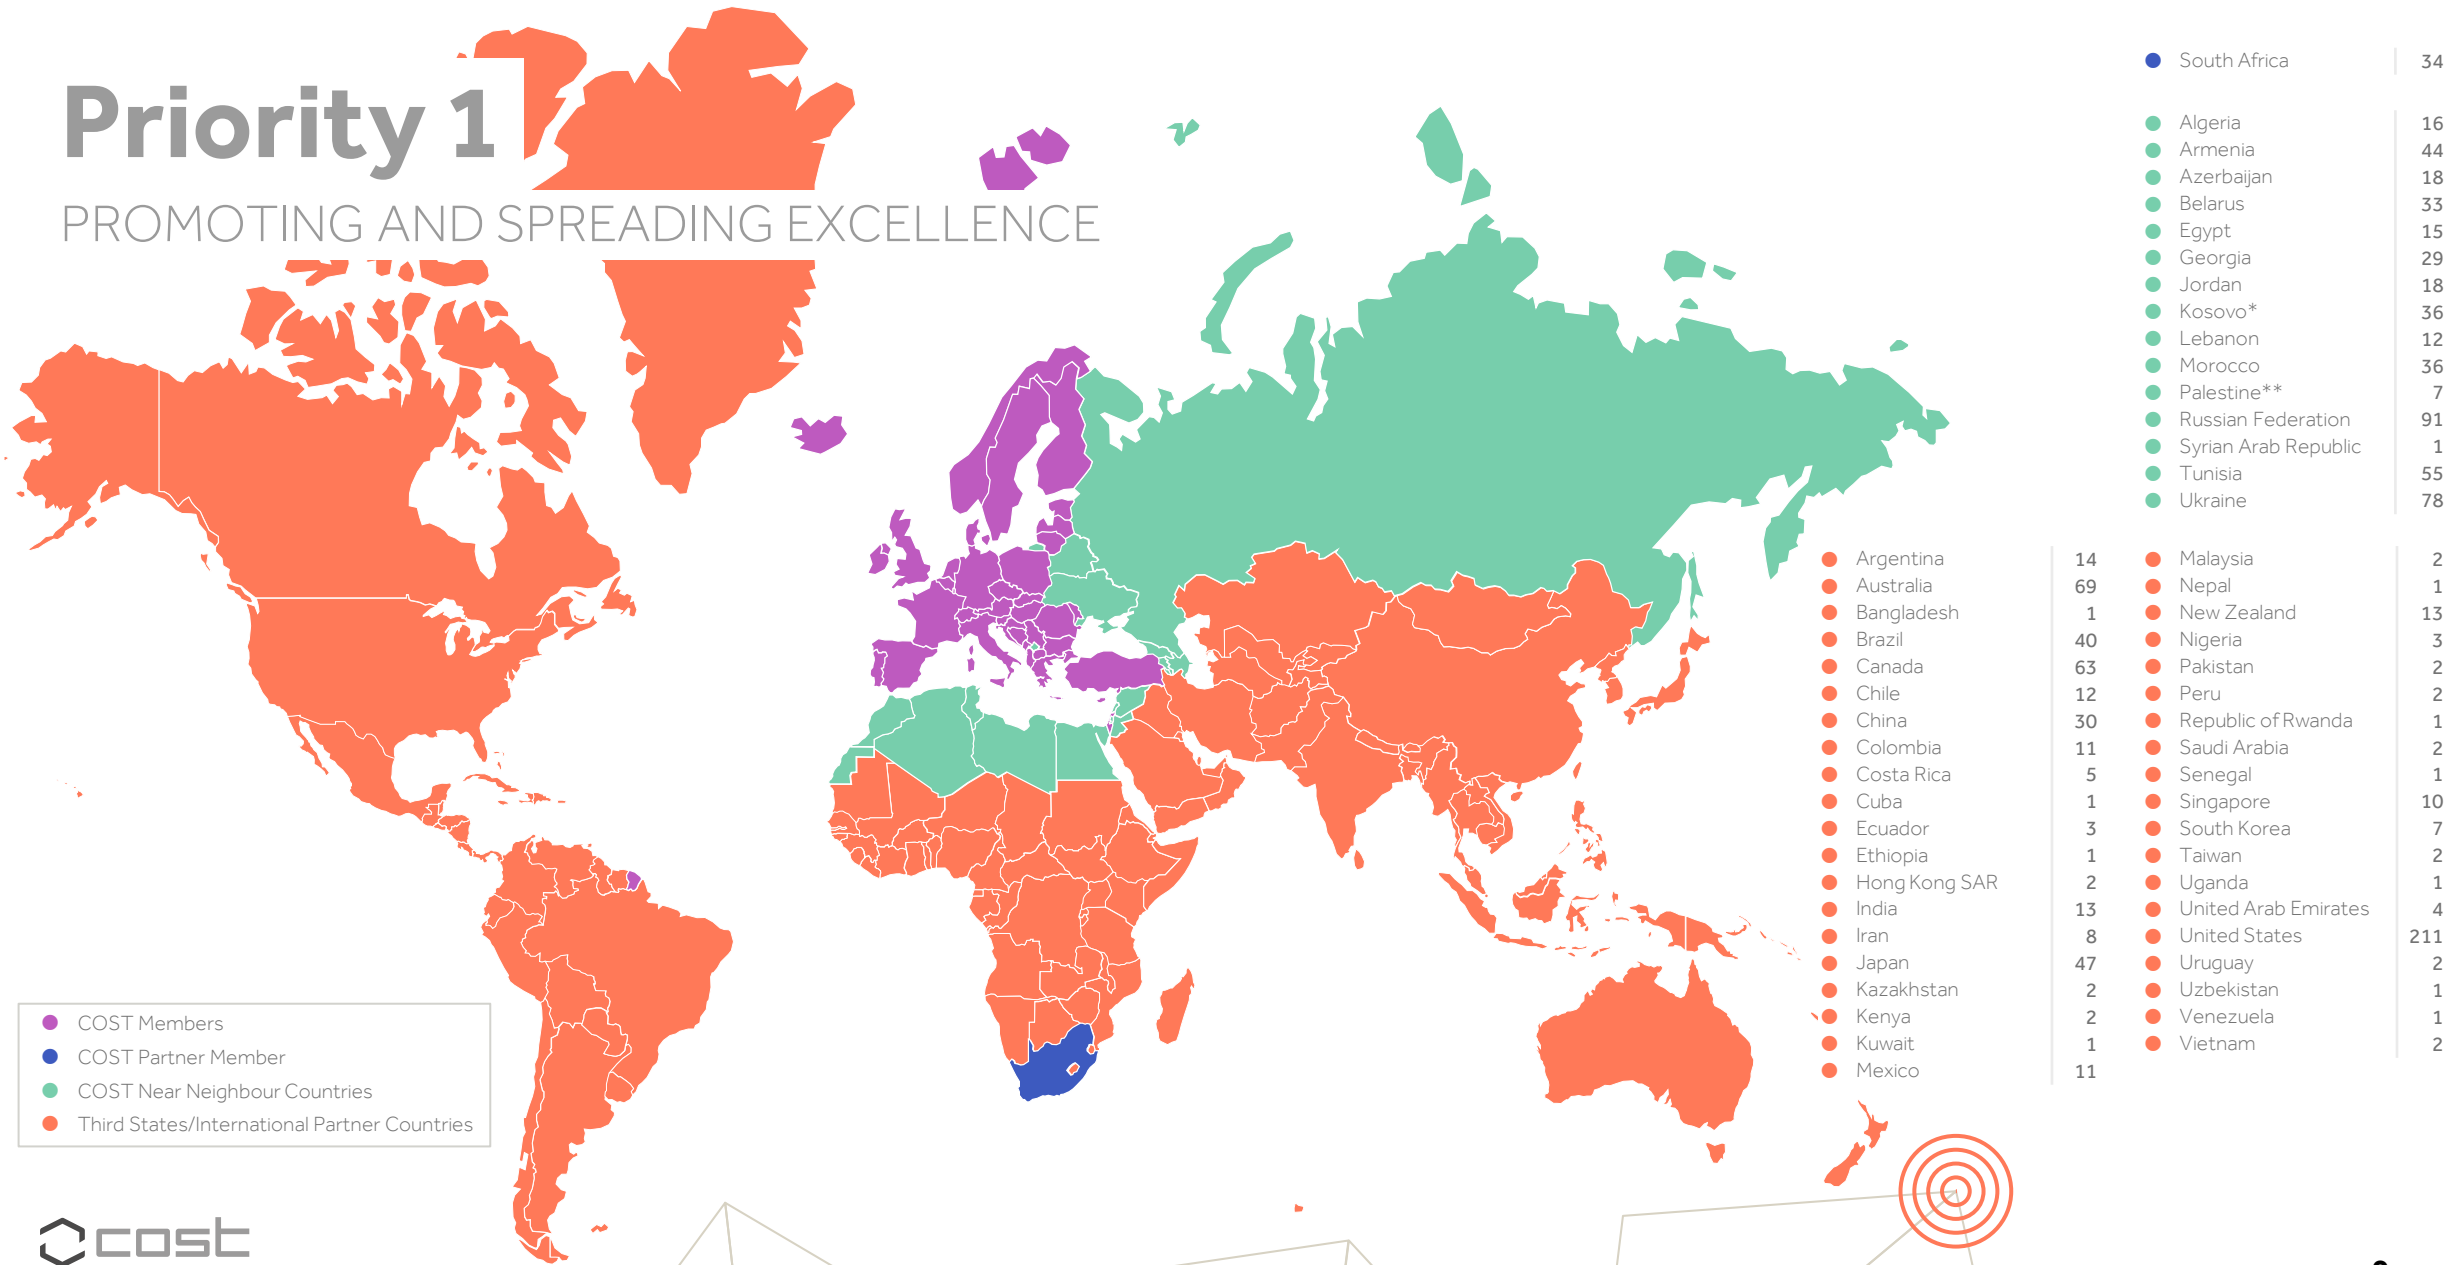 Priority 1
PROMOTING AND SPREADING EXCELLENCE
South Africa 34
Algeria 16
Armenia 44
Azerbaijan 18
Belarus 33
Egypt 15
Georgia 29
Jordan 18
Kosovo* 36
Lebanon 12
Morocco 36
Palestine** 7
Russian Federation 91
Syrian Arab Republic 1
Tunisia 55
Ukraine 78
Argentina 14
Australia 69
Bangladesh 1
Brazil 40
Canada 63
Chile 12
China 30
Colombia 11
Costa Rica 5
Cuba 1
Ecuador 3
Ethiopia 1
Hong Kong SAR 2
India 13
Iran 8
Japan 47
Kazakhstan 2
Kenya 2
Kuwait 1
Mexico 11
Malaysia 2
Nepal 1
New Zealand 13
Nigeria 3
Pakistan 2
Peru 2
Republic of Rwanda 1
Saudi Arabia 2
Senegal 1
Singapore 10
South Korea 7
Taiwan 2
Uganda 1
United Arab Emirates 4
United States 211
Uruguay 2
Uzbekistan 1
Venezuela 1
Vietnam 2
COST Members
COST Partner Member
COST Near Neighbour Countries
Third States/International Partner Countries
cost